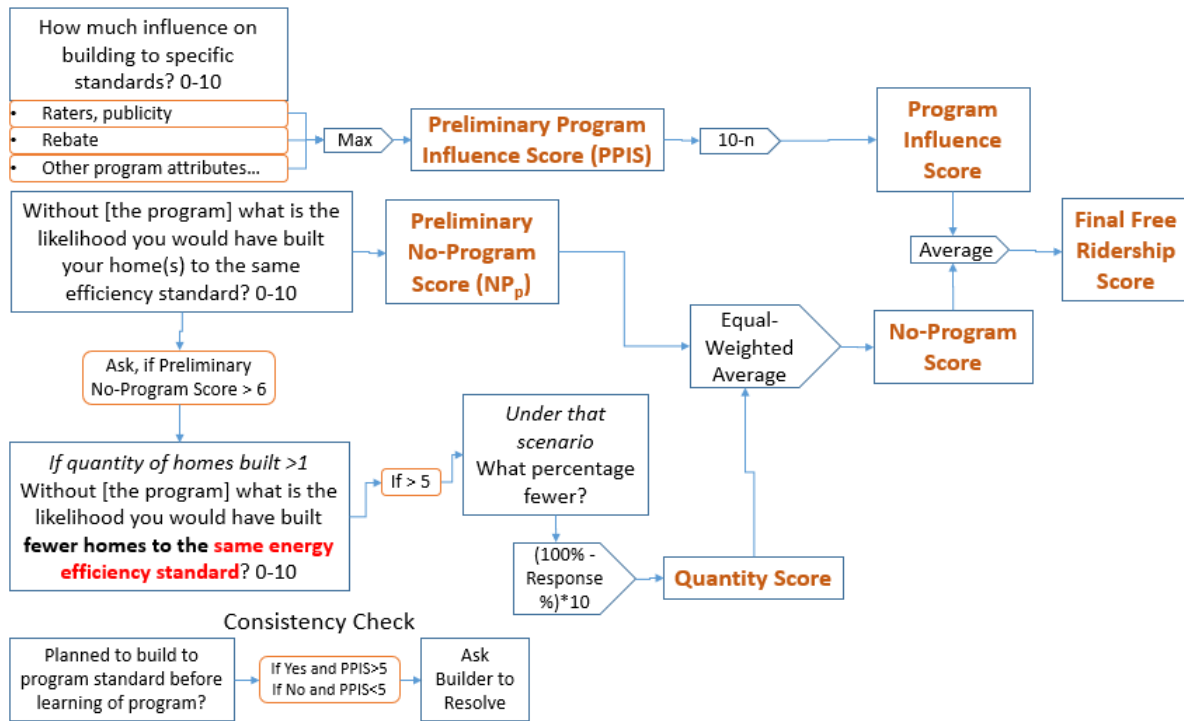 How much influence on
building to specific
standards? 0-10
• Raters, publicity
• Rebate
• Other program attributes...
Max
Preliminary Program
Influence Score (PPIS)
10-n
Program
Influence
Score
Without [the program] what is the
likelihood you would have built
your home(s) to the same
efficiency standard? 0-10
Preliminary
No-Program
Score (NPp)
Average
Final Free
Ridership
Score
Equal-
Weighted
Average
No-Program
Score
Ask, if Preliminary
No-Program Score > 6
If quantity of homes built >1
Without [the program] what is the
likelihood you would have built
fewer homes to the same energy
efficiency standard? 0-10
If > 5
Under that
scenario
What percentage
fewer?
(100% -
Response
%)*10
Quantity Score
Consistency Check
Planned to build to
program standard before
learning of program?
If Yes and PPIS>5
If No and PPIS<5
Ask
Builder to
Resolve